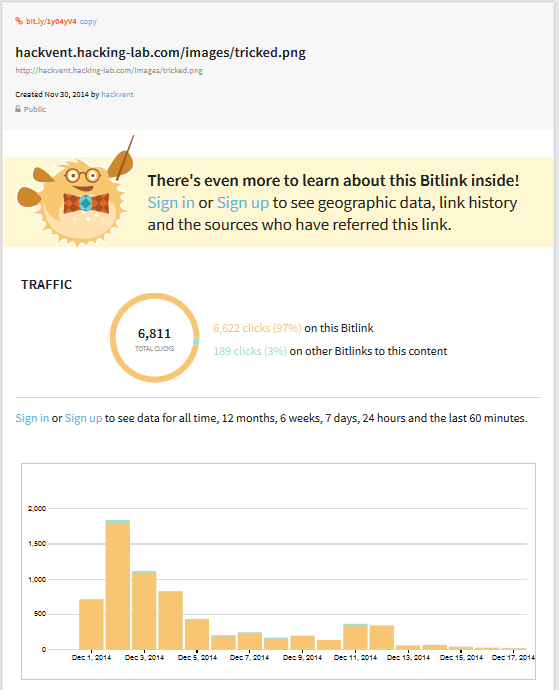 bit.ly/1y04yV4 copy
hackvent.hacking-lab.com/images/tricked.png
http://hackvent.hacking-lab.com/images/tricked.png
Created Nov 30, 2014 by hackvent
Public
There's even more to learn about this Bitlink inside!
Sign in or Sign up to see geographic data, link history
and the sources who have referred this link.
TRAFFIC
6,811
TOTAL CLICKS
6,622 clicks (97%) on this Bitlink
189 clicks (3%) on other Bitlinks to this content
Sign in or Sign up to see data for all time, 12 months, 6 weeks, 7 days, 24 hours and the last 60 minutes.
2,000
1,500
1,000
500
0
Dec 1, 2014 Dec 3, 2014 Dec 5, 2014 Dec 7, 2014 Dec 9, 2014 Dec 11, 2014 Dec 13, 2014 Dec 15, 2014 Dec 17, 2014